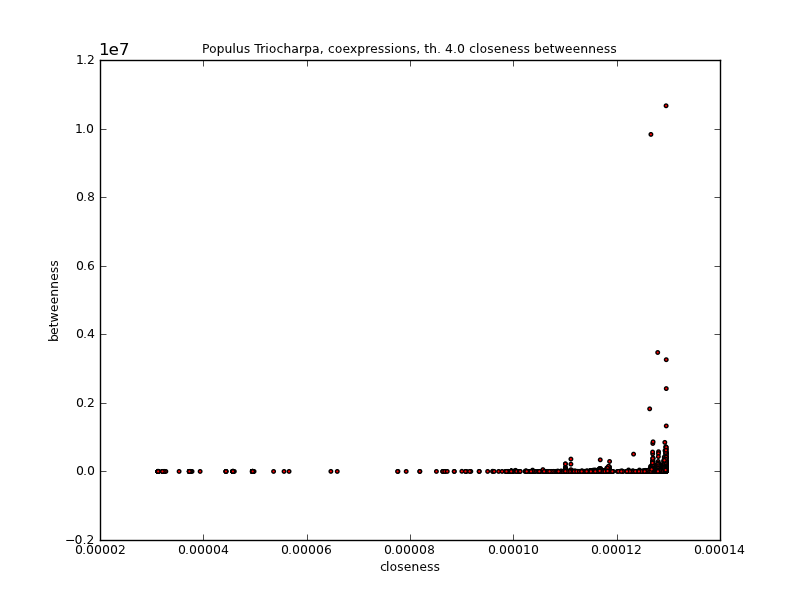 Populus Triocharpa, coexpressions, th. 4.0 closeness betweenness
1e7
1.2
1.0
0.8
0.6
0.4
0.2
0.0
−0.2
betweenness
0.00002 0.00004 0.00006 0.00008 0.00010 0.00012 0.00014
closeness